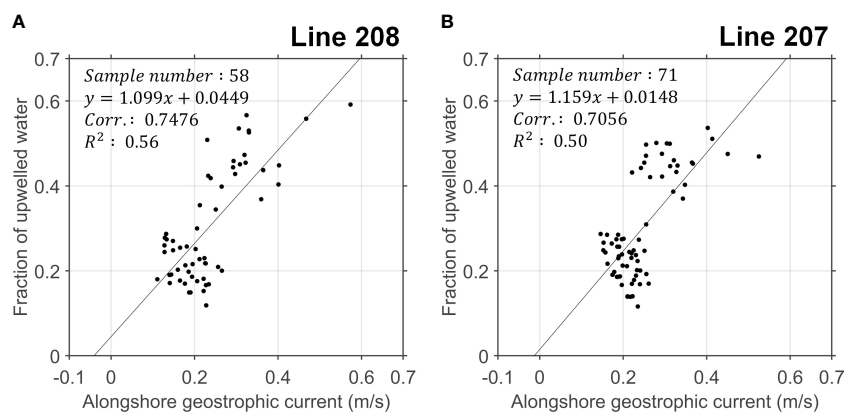 A
Line 208
Sample number : 58
y = 1.099x + 0.0449
Corr.: 0.7476
R² : 0.56
Fraction of upwelled water
0.7
0.6
0.4
0.2
0
-0.1 0 0.2 0.4 0.6 0.7
Alongshore geostrophic current (m/s)
B
Line 207
Sample number : 71
y = 1.159x + 0.0148
Corr.: 0.7056
R² : 0.50
Fraction of upwelled water
0.7
0.6
0.4
0.2
0
-0.1 0 0.2 0.4 0.6 0.7
Alongshore geostrophic current (m/s)